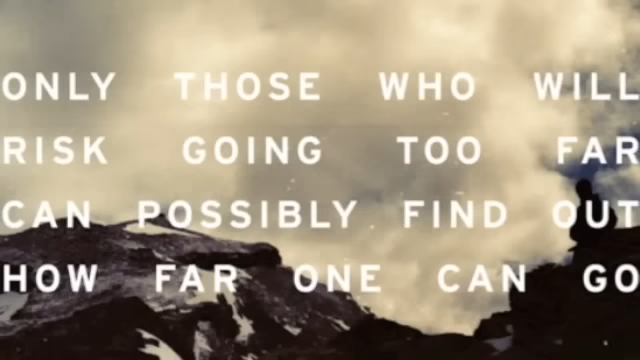 ONLY THOSE WHO WILL
RISK GOING TOO FAR
CAN POSSIBLY FIND OUT
HOW FAR ONE CAN GO